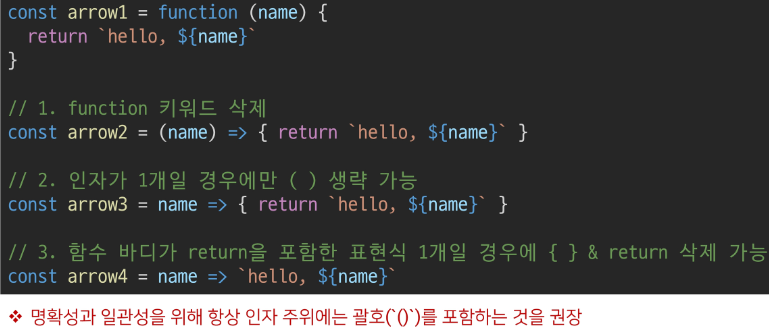 const arrow1 = function (name) {
  return `hello, ${name}`
}
// 1. function 키워드 삭제
const arrow2 = (name) => { return `hello, ${name}` }
// 2. 인자가 1개일 경우에만 ( ) 생략 가능
const arrow3 = name => { return `hello, ${name}` }
// 3. 함수 바디가 return을 포함한 표현식 1개일 경우에 { } & return 삭제 가능
const arrow4 = name => `hello, ${name}`
❖ 명확성과 일관성을 위해 항상 인자 주위에는 괄호(`()`)를 포함하는 것을 권장